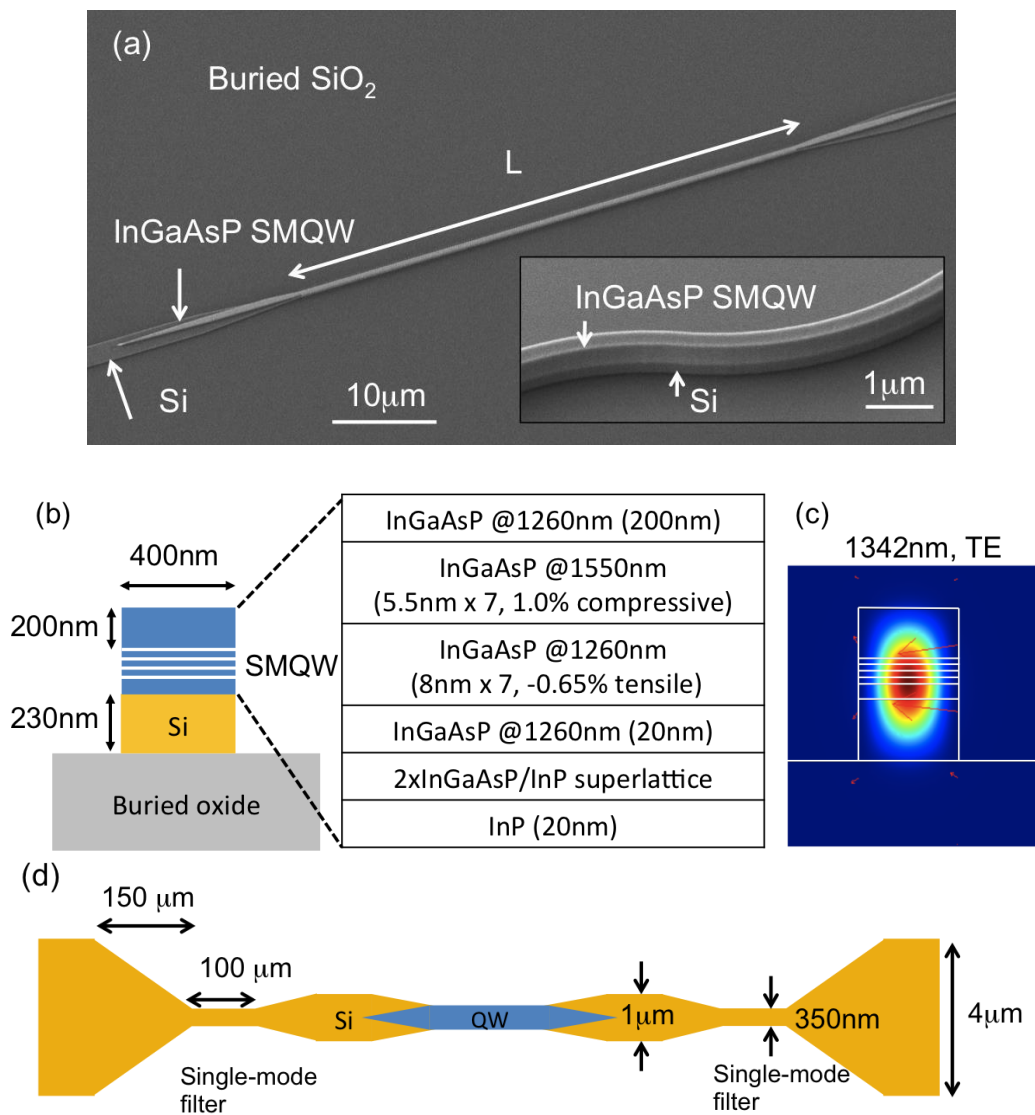 (a)
Buried SiO₂
L
InGaAsP SMQW
Si
10μm
InGaAsP SMQW
Si
1μm
(b)
400nm
200nm
SMQW
230nm
Si
Buried oxide
InGaAsP @1260nm (200nm)
InGaAsP @1550nm
(5.5nm x 7, 1.0% compressive)
InGaAsP @1260nm
(8nm x 7, -0.65% tensile)
InGaAsP @1260nm (20nm)
2xInGaAsP/InP superlattice
InP (20nm)
(c)
1342nm, TE
(d)
150 μm
100 μm
Si
QW
1μm
350nm
4μm
Single-mode
filter
Single-mode
filter